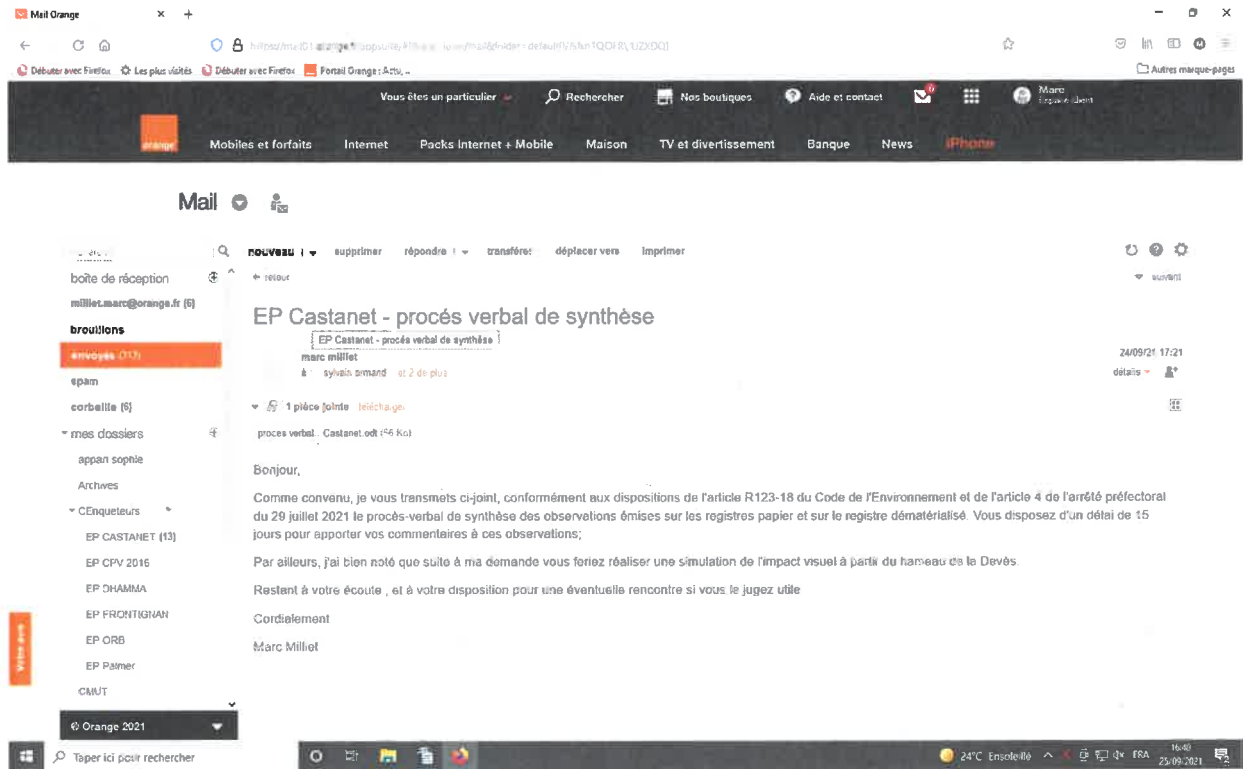 Mail Orange × +
Débuter avec Firefox Les plus visités Débuter avec Firefox Portail Orange : Actu, ... Autres marque-pages
Vous êtes un particulier Rechercher Nos boutiques Aide et contact 6 Marc
Espace client
orange Mobiles et forfaits Internet Packs Internet + Mobile Maison TV et divertissement Banque News iPhone
Mail
nouveau supprimer répondre transférer déplacer vers imprimer
boîte de réception
retour suivant
milliet.marc@orange.fr (6)
EP Castanet - procés verbal de synthèse
brouillons
EP Castanet - procés verbal de synthèse
marc milliet 24/09/21 17:21
envoyés (313)
à sylvain armand et 2 de plus détails
spam
corbeille (6)
1 pièce jointe télécharger
mes dossiers
proces verbal... Castanet.odt (56 Ko)
appan sophie
Bonjour,
Archives
Comme convenu, je vous transmets ci-joint, conformément aux dispositions de l'article R123-18 du Code de l'Environnement et de l'article 4 de l'arrêté préfectoral
du 29 juillet 2021 le procès-verbal de synthèse des observations émises sur les registres papier et sur le registre dématérialisé. Vous disposez d'un délai de 15
jours pour apporter vos commentaires à ces observations;
CEnqueteurs
EP CASTANET (13)
EP CPV 2016
Par ailleurs, j'ai bien noté que suite à ma demande vous feriez réaliser une simulation de l'impact visuel à partir du hameau de la Devès.
EP DHAMMA
Restant à votre écoute , et à votre disposition pour une éventuelle rencontre si vous le jugez utile
EP FRONTIGNAN
Cordialement
EP ORB
Marc Milliet
EP Palmer
Votre avis
CMUT
© Orange 2021
Taper ici pour rechercher 24°C Ensoleillé FRA 16:40
25/09/2021